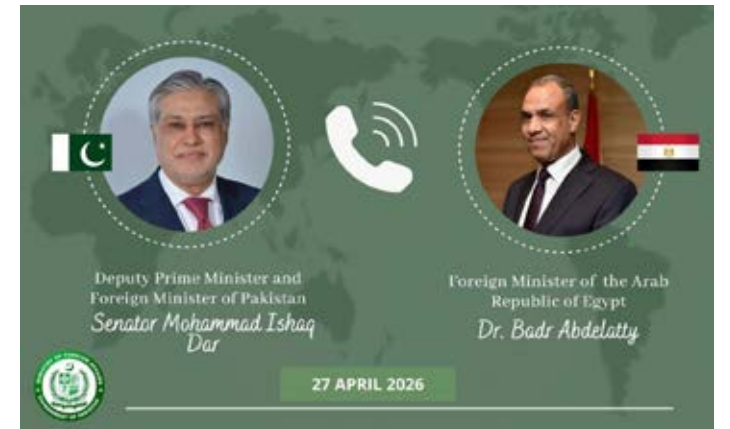 Deputy Prime Minister and
Foreign Minister of Pakistan
Senator Mohammad Ishaq
Dar
Foreign Minister of the Arab
Republic of Egypt
Dr. Badr Abdelatty
27 APRIL 2026